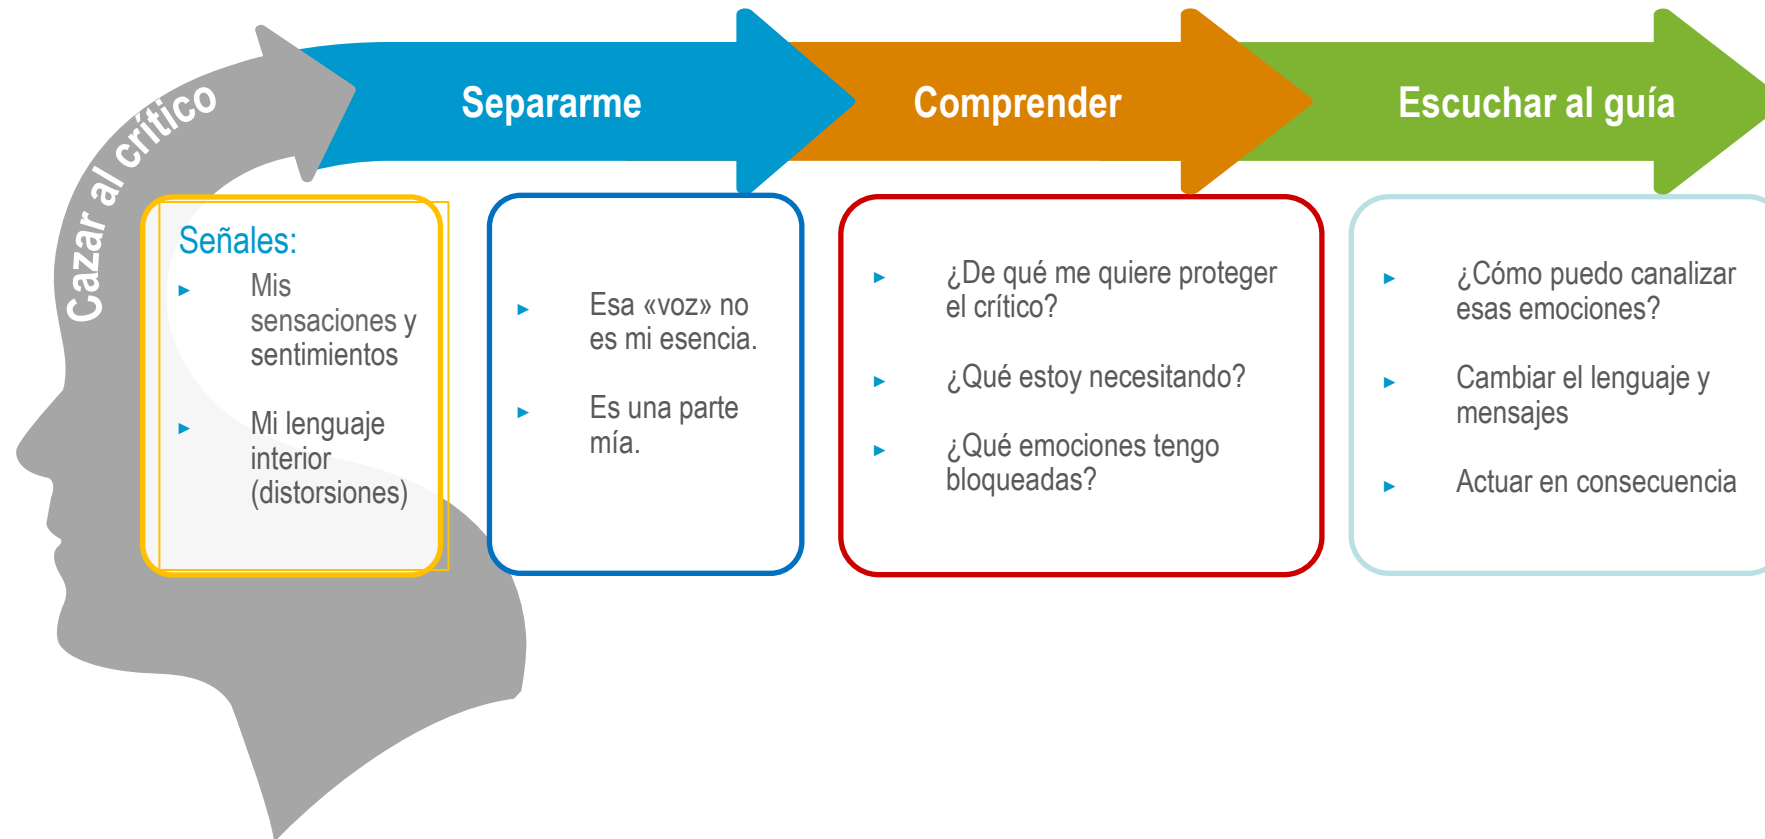 Cazar al crítico
Separarme
Comprender
Escuchar al guía
Señales:
► Mis
sensaciones y
sentimientos
► Mi lenguaje
interior
(distorsiones)
► Esa «voz» no
es mi esencia.
► Es una parte
mía.
► ¿De qué me quiere proteger
el crítico?
► ¿Qué estoy necesitando?
► ¿Qué emociones tengo
bloqueadas?
► ¿Cómo puedo canalizar
esas emociones?
► Cambiar el lenguaje y
mensajes
► Actuar en consecuencia